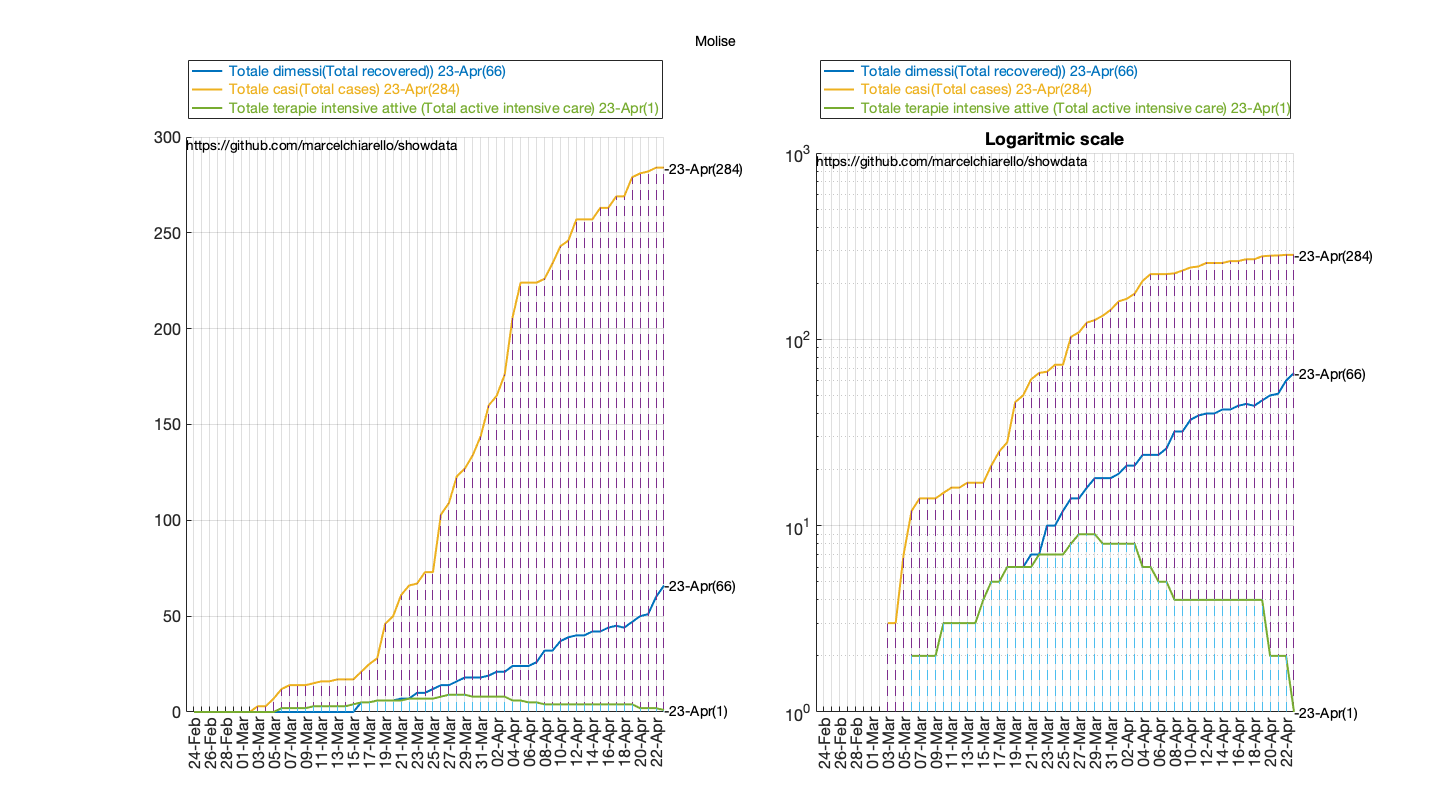 Molise
Totale dimessi(Total recovered)) 23-Apr(66)
Totale casi(Total cases) 23-Apr(284)
Totale terapie intensive attive (Total active intensive care) 23-Apr(1)
300
250
200
150
100
50
0
https://github.com/marcelchiarello/showdata
23-Apr(284)
23-Apr(66)
23-Apr(1)
24-Feb
26-Feb
28-Feb
01-Mar
03-Mar
05-Mar
07-Mar
09-Mar
11-Mar
13-Mar
15-Mar
17-Mar
19-Mar
21-Mar
23-Mar
25-Mar
27-Mar
29-Mar
31-Mar
02-Apr
04-Apr
06-Apr
08-Apr
10-Apr
12-Apr
14-Apr
16-Apr
18-Apr
20-Apr
22-Apr
Totale dimessi(Total recovered)) 23-Apr(66)
Totale casi(Total cases) 23-Apr(284)
Totale terapie intensive attive (Total active intensive care) 23-Apr(1)
Logaritmic scale
10^3
10^2
10^1
10^0
https://github.com/marcelchiarello/showdata
23-Apr(284)
23-Apr(66)
23-Apr(1)
24-Feb
26-Feb
28-Feb
01-Mar
03-Mar
05-Mar
07-Mar
09-Mar
11-Mar
13-Mar
15-Mar
17-Mar
19-Mar
21-Mar
23-Mar
25-Mar
27-Mar
29-Mar
31-Mar
02-Apr
04-Apr
06-Apr
08-Apr
10-Apr
12-Apr
14-Apr
16-Apr
18-Apr
20-Apr
22-Apr